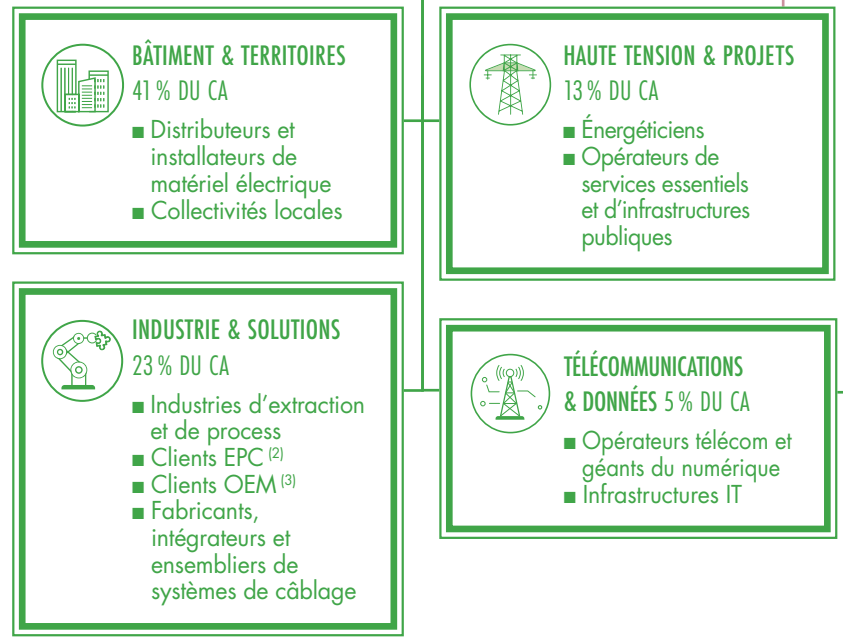 BÂTIMENT & TERRITOIRES
41 % DU CA
■ Distributeurs et
installateurs de
matériel électrique
■ Collectivités locales
HAUTE TENSION & PROJETS
13 % DU CA
■ Énergéticiens
■ Opérateurs de
services essentiels
et d’infrastructures
publiques
INDUSTRIE & SOLUTIONS
23 % DU CA
■ Industries d’extraction
et de process
■ Clients EPC (2)
■ Clients OEM (3)
■ Fabricants,
intégrateurs et
ensembliers de
systèmes de câblage
TÉLÉCOMMUNICATIONS
& DONNÉES 5 % DU CA
■ Opérateurs télécom et
géants du numérique
■ Infrastructures IT